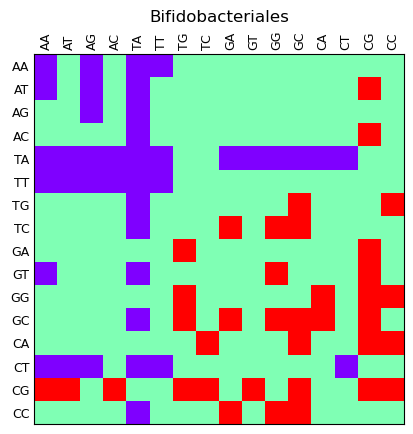 Bifidobacteriales
AA AT AG AC TA TT TG TC GA GT GG GC CA CT CG CC
AA
AT
AG
AC
TA
TT
TG
TC
GA
GT
GG
GC
CA
CT
CG
CC